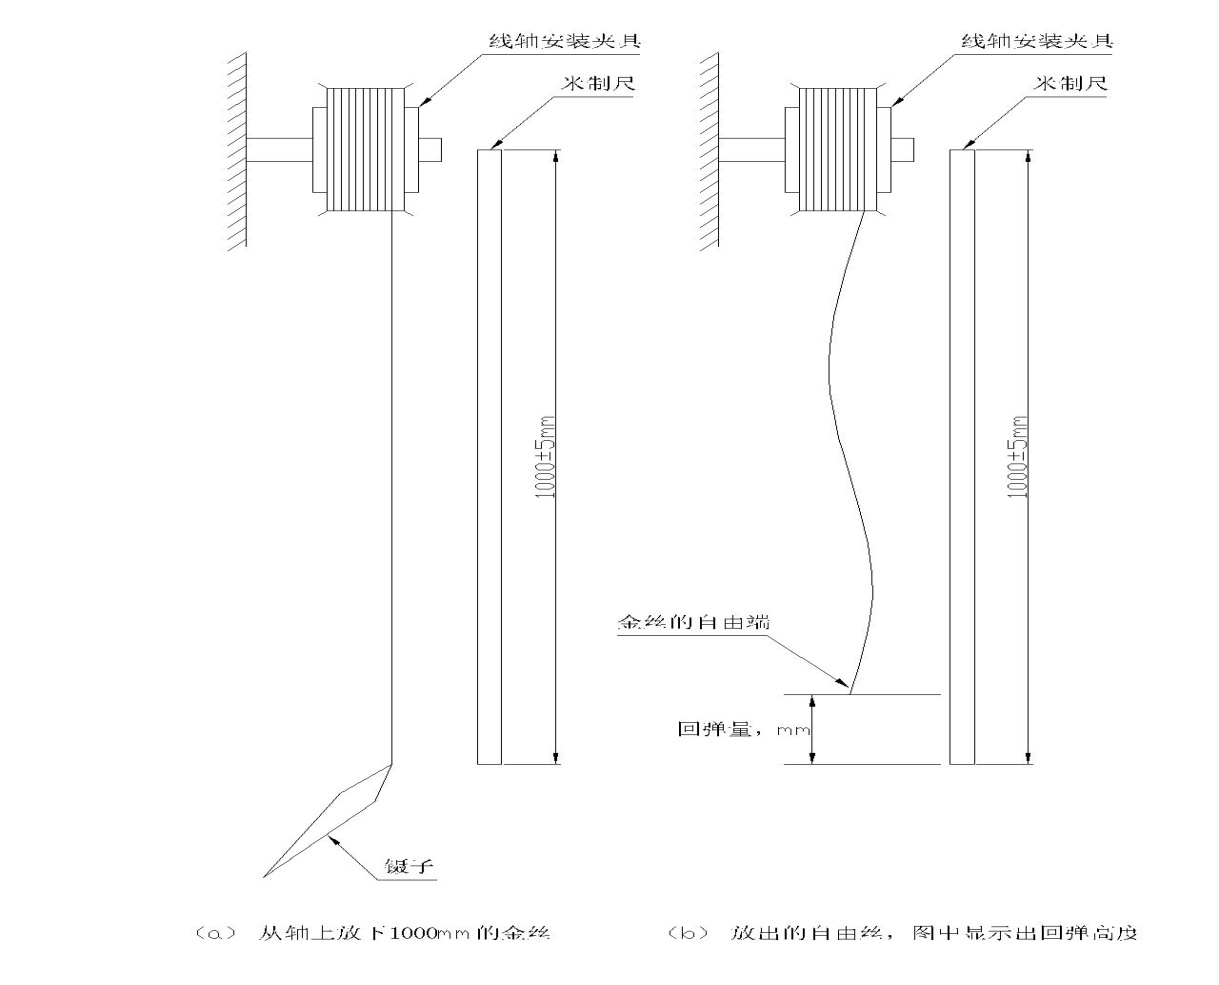 线轴安装夹具
米制尺
1000±5mm
镊子
(a) 从轴上放下1000mm的金丝
线轴安装夹具
米制尺
1000±5mm
金丝的自由端
回弹量，mm
(b) 放出的自由丝，图中显示出回弹高度